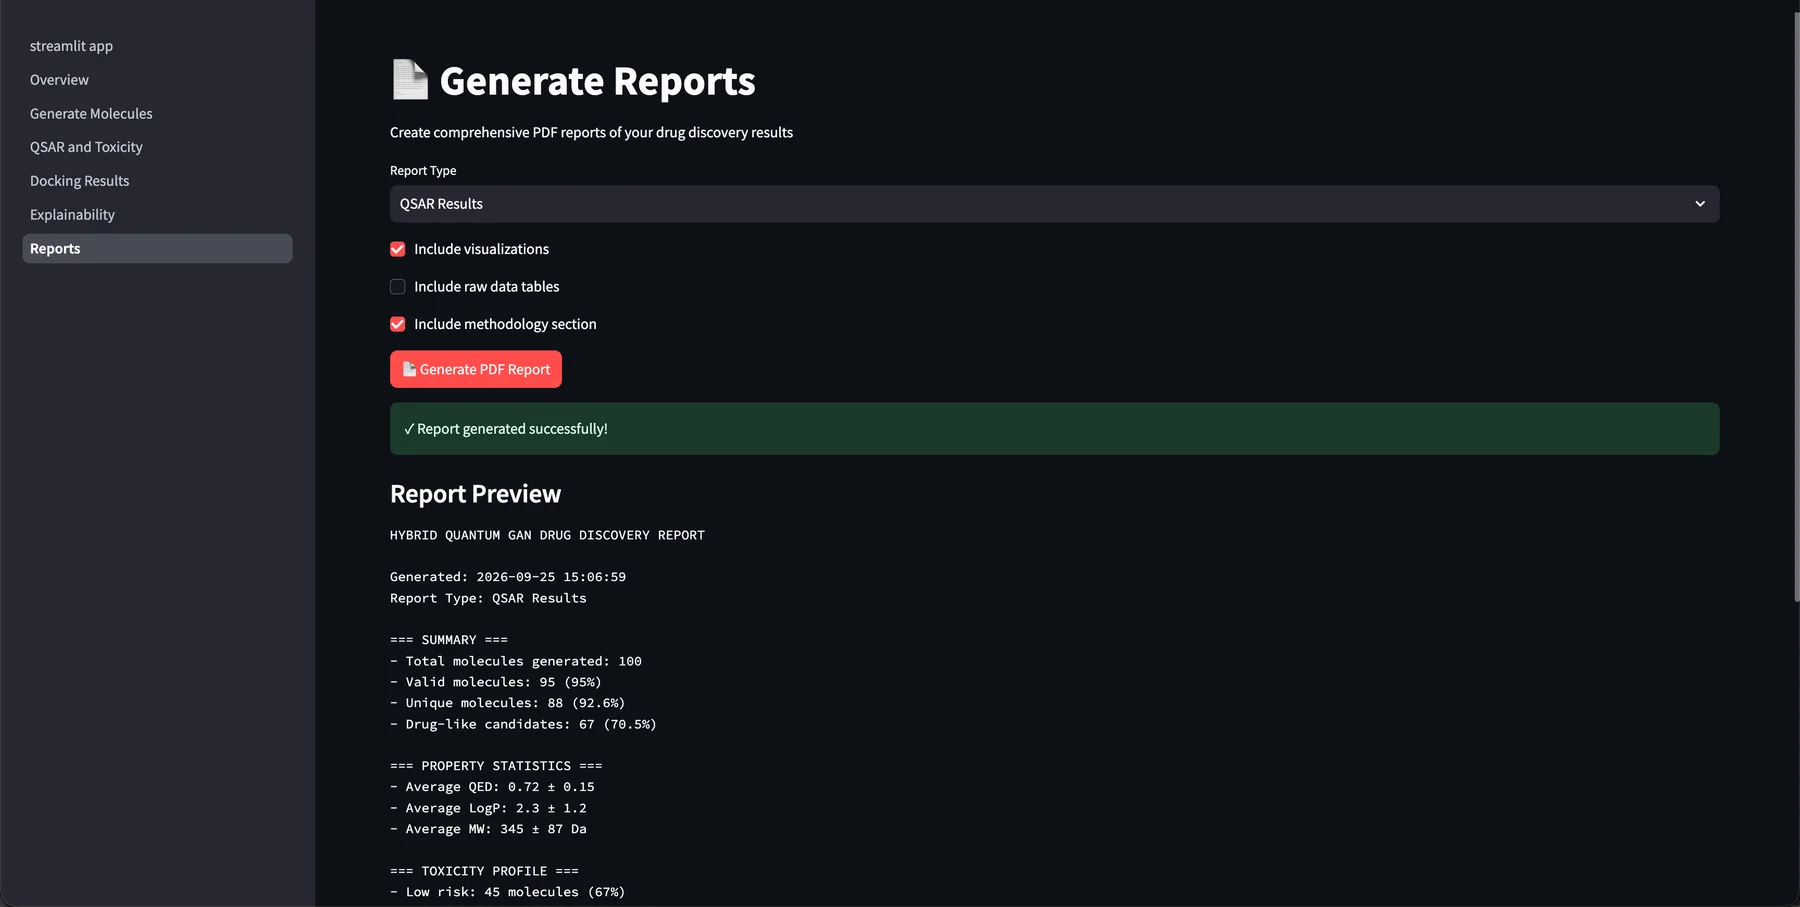 streamlit app
Overview
Generate Molecules
QSAR and Toxicity
Docking Results
Explainability
Reports
Generate Reports
Create comprehensive PDF reports of your drug discovery results
Report Type
QSAR Results
Include visualizations
Include raw data tables
Include methodology section
Generate PDF Report
✓ Report generated successfully!
Report Preview
HYBRID QUANTUM GAN DRUG DISCOVERY REPORT
Generated: 2026-09-25 15:06:59
Report Type: QSAR Results
=== SUMMARY ===
- Total molecules generated: 100
- Valid molecules: 95 (95%)
- Unique molecules: 88 (92.6%)
- Drug-like candidates: 67 (70.5%)
=== PROPERTY STATISTICS ===
- Average QED: 0.72 ± 0.15
- Average LogP: 2.3 ± 1.2
- Average MW: 345 ± 87 Da
=== TOXICITY PROFILE ===
- Low risk: 45 molecules (67%)